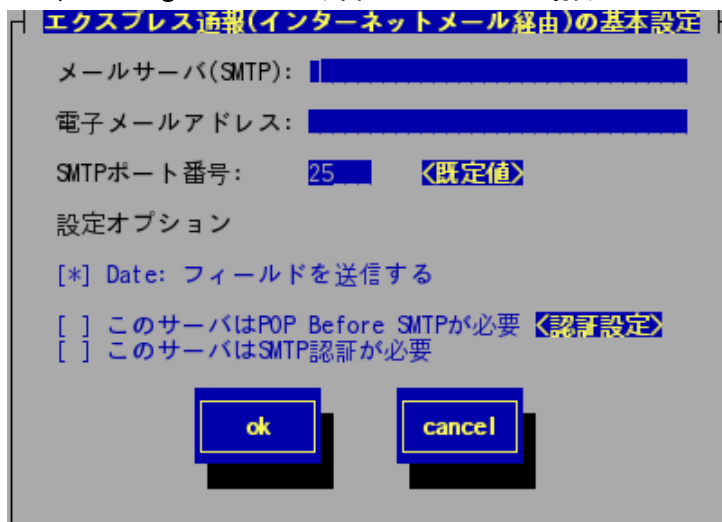 エクスプレス通報(インターネットメール経由)の基本設定
メールサーバ(SMTP):
電子メールアドレス:
SMTPポート番号: 25 <既定値>
設定オプション
[*] Date: フィールドを送信する
[ ] このサーバはPOP Before SMTPが必要 <認証設定>
[ ] このサーバはSMTP認証が必要
ok cancel